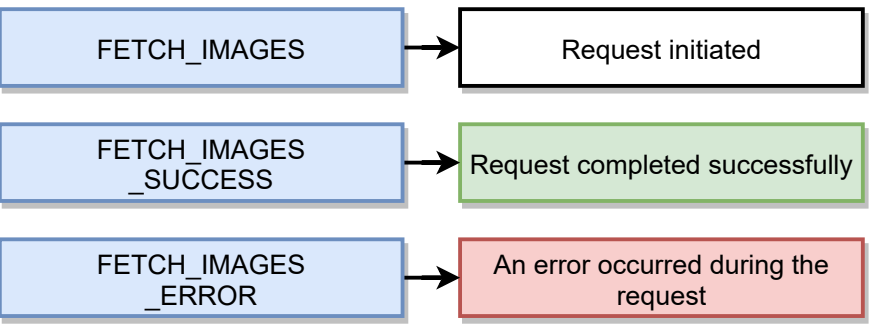 FETCH_IMAGES
Request initiated
FETCH_IMAGES
_SUCCESS
Request completed successfully
FETCH_IMAGES
_ERROR
An error occurred during the
request